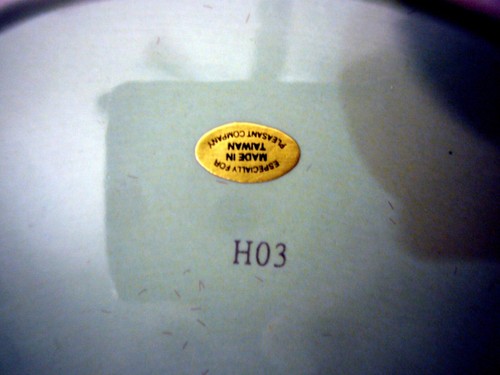 ESPECIALLY FOR
MADE IN
TAIWAN
PLEASANT COMPANY
H03